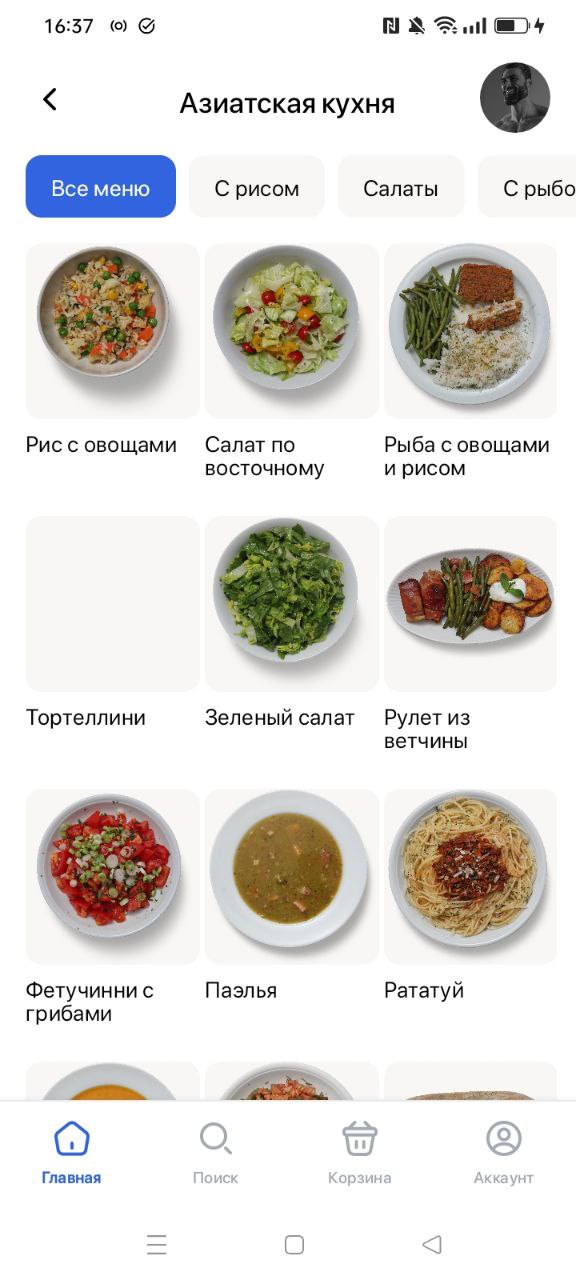 16:37
Азиатская кухня
Все меню
С рисом
Салаты
С рыбо
Рис с овощами
Салат по
восточному
Рыба с овощами
и рисом
Тортеллини
Зеленый салат
Рулет из
ветчины
Фетучинни с
грибами
Паэлья
Рататуй
Главная
Поиск
Корзина
Аккаунт